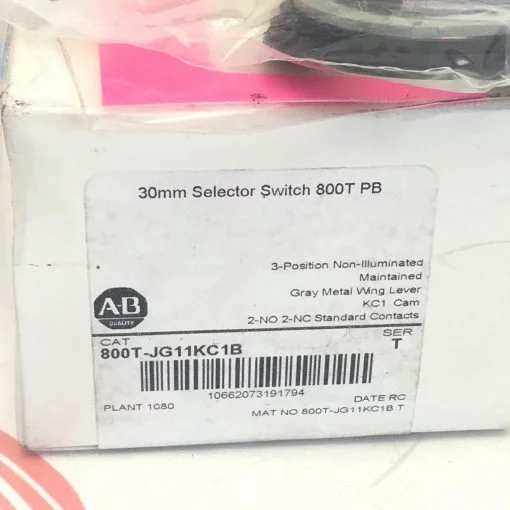 30mm Selector Switch 800T PB
3-Position Non-Illuminated
Maintained
Gray Metal Wing Lever
KC1 Cam
2-NO 2-NC Standard Contacts
A-B
QUALITY
CAT
SER
800T-JG11KC1B
T
10662073191794
PLANT 1080
DATE RC
MAT NO 800T-JG11KC1B T